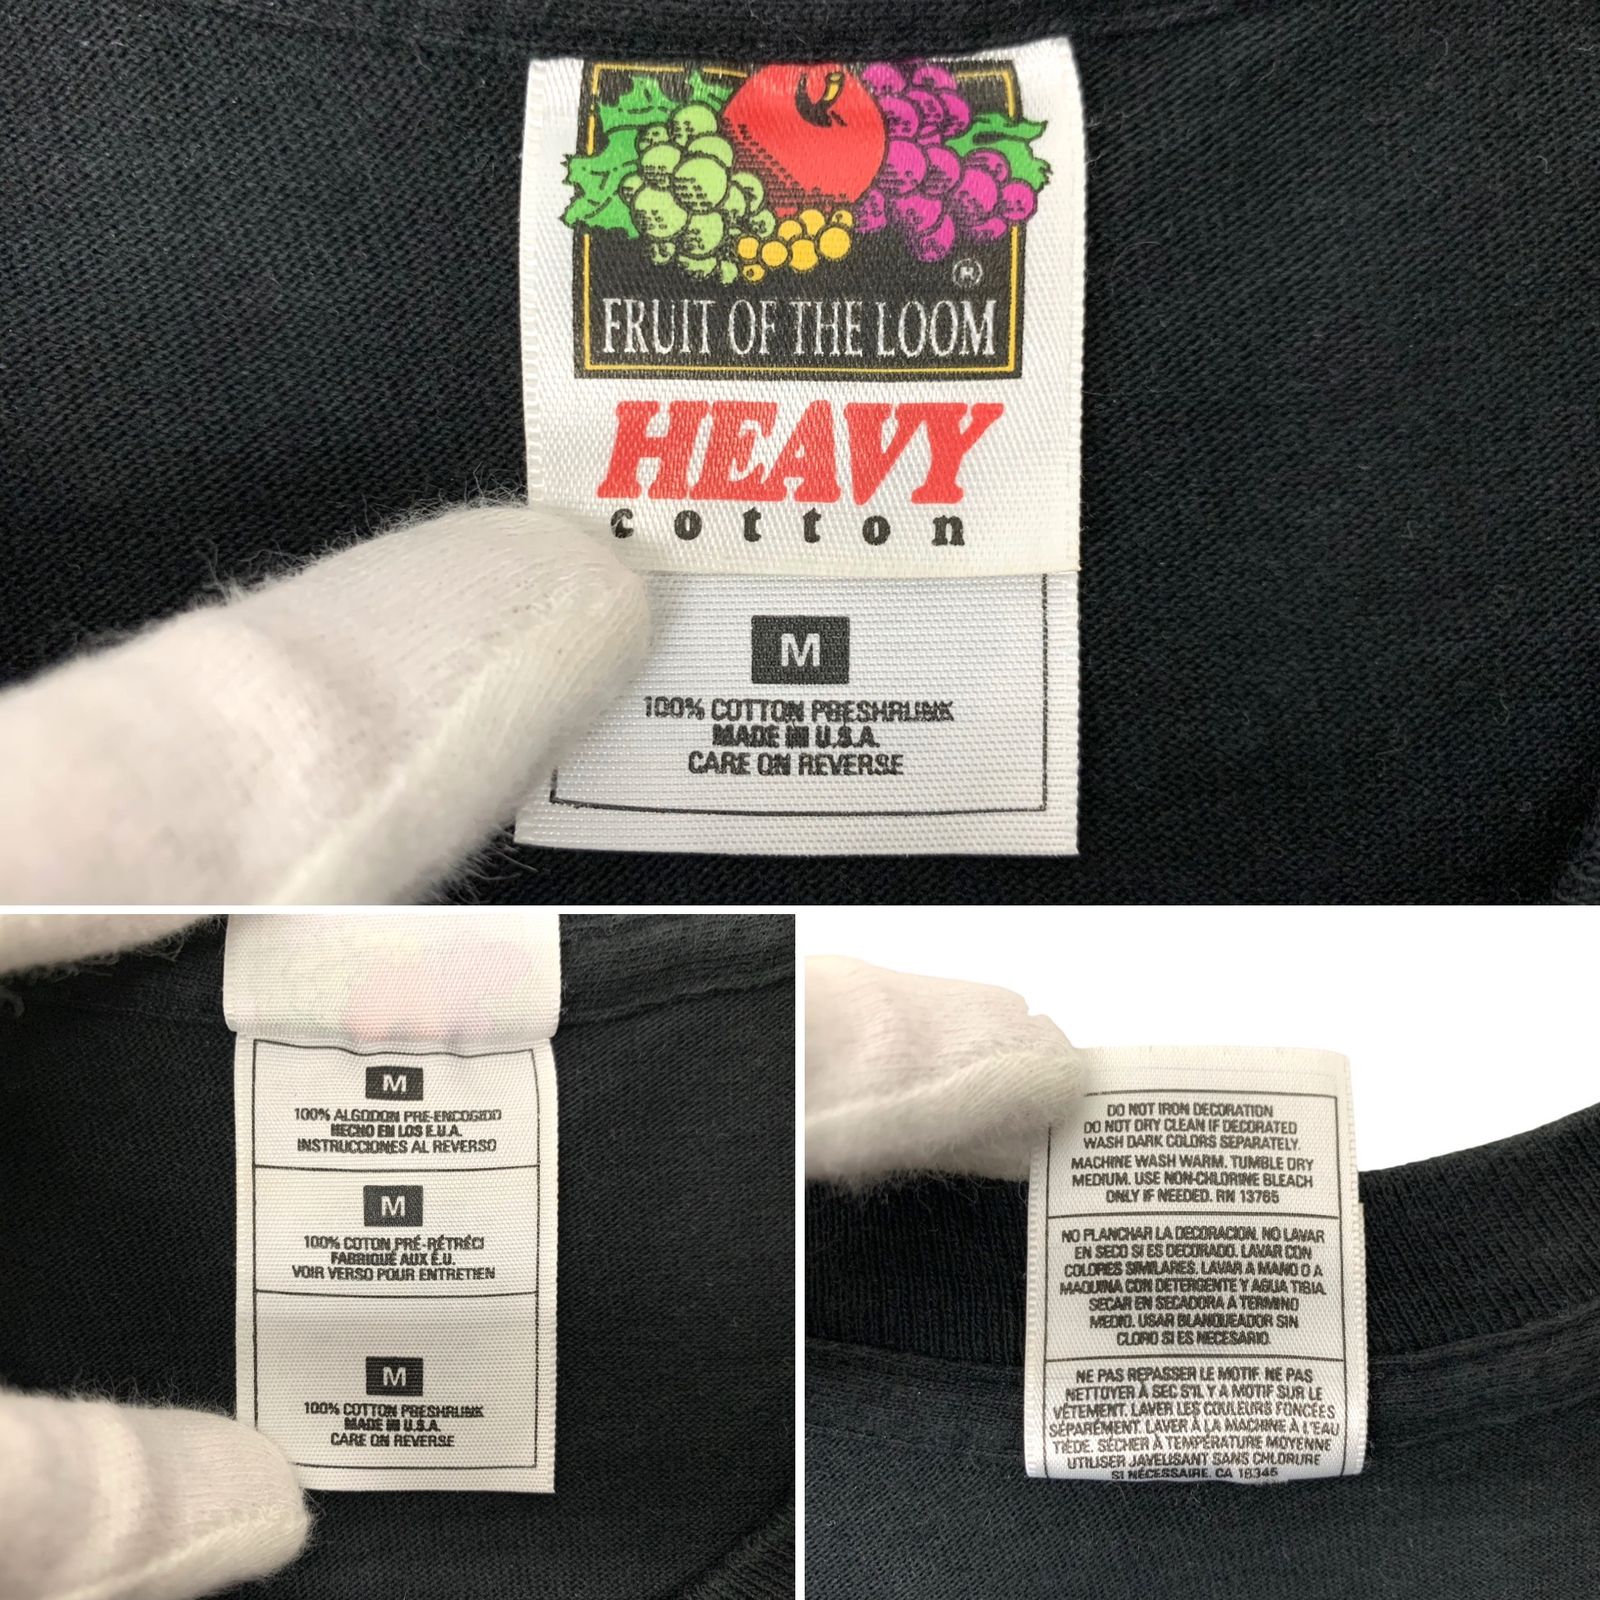 FRUIT OF THE LOOM
®
HEAVY
cotton
M
100% COTTON PRESHRUNK
MADE IN U.S.A.
CARE ON REVERSE
M
100% ALGODON PRE-ENCOGIDO
HECHO EN LOS E.U.A.
INSTRUCCIONES AL REVERSO
M
100% COTON PRÉ-RÉTRÉCI
FABRIQUÉ AUX É.U.
VOIR VERSO POUR ENTRETIEN
M
100% COTTON PRESHRUNK
MADE IN U.S.A.
CARE ON REVERSE
DO NOT IRON DECORATION
DO NOT DRY CLEAN IF DECORATED
WASH DARK COLORS SEPARATELY.
MACHINE WASH WARM. TUMBLE DRY
MEDIUM. USE NON-CHLORINE BLEACH
ONLY IF NEEDED. RN 13765
NO PLANCHAR LA DECORACION. NO LAVAR
EN SECO SI ES DECORADO. LAVAR CON
COLORES SIMILARES. LAVAR A MANO O A
MAQUINA CON DETERGENTE Y AGUA TIBIA.
SECAR EN SECADORA A TERMINO
MEDIO. USAR BLANQUEADOR SIN
CLORO SI ES NECESARIO.
NE PAS REPASSER LE MOTIF. NE PAS
NETTOYER À SEC S'IL Y A MOTIF SUR LE
VÊTEMENT. LAVER LES COULEURS FONCÉES
SÉPARÉMENT. LAVER À LA MACHINE À L'EAU
TIÈDE. SÉCHER À TEMPÉRATURE MOYENNE
UTILISER JAVELISANT SANS CHLORURE
SI NÉCESSAIRE. CA 18345